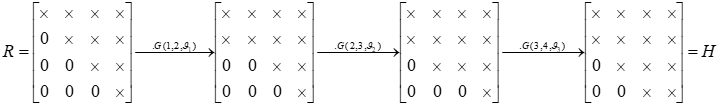 × × × × × × × × × × × × × × × ×
0 × × × .G(1,2,𝜗₁) × × × × .G(2,3,𝜗₂) × × × × .G(3,4,𝜗₃) × × × ×
R = = H
0 0 × × 0 0 × × 0 × × × 0 × × ×
0 0 0 × 0 0 0 × 0 0 0 × 0 0 × ×